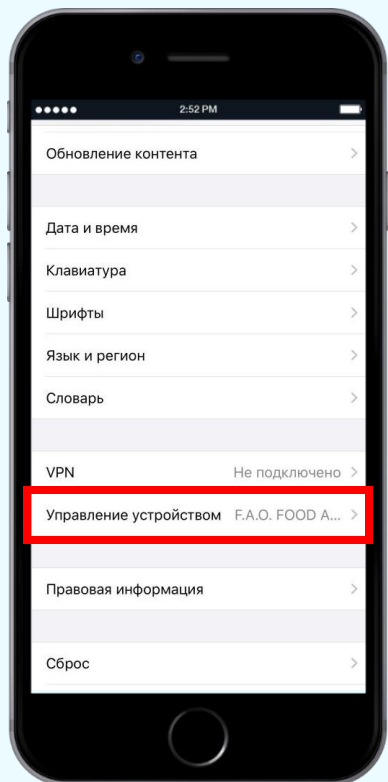 2:52 PM
Обновление контента
Дата и время
Клавиатура
Шрифты
Язык и регион
Словарь
VPN Не подключено
Управление устройством F.A.O. FOOD A...
Правовая информация
Сброс